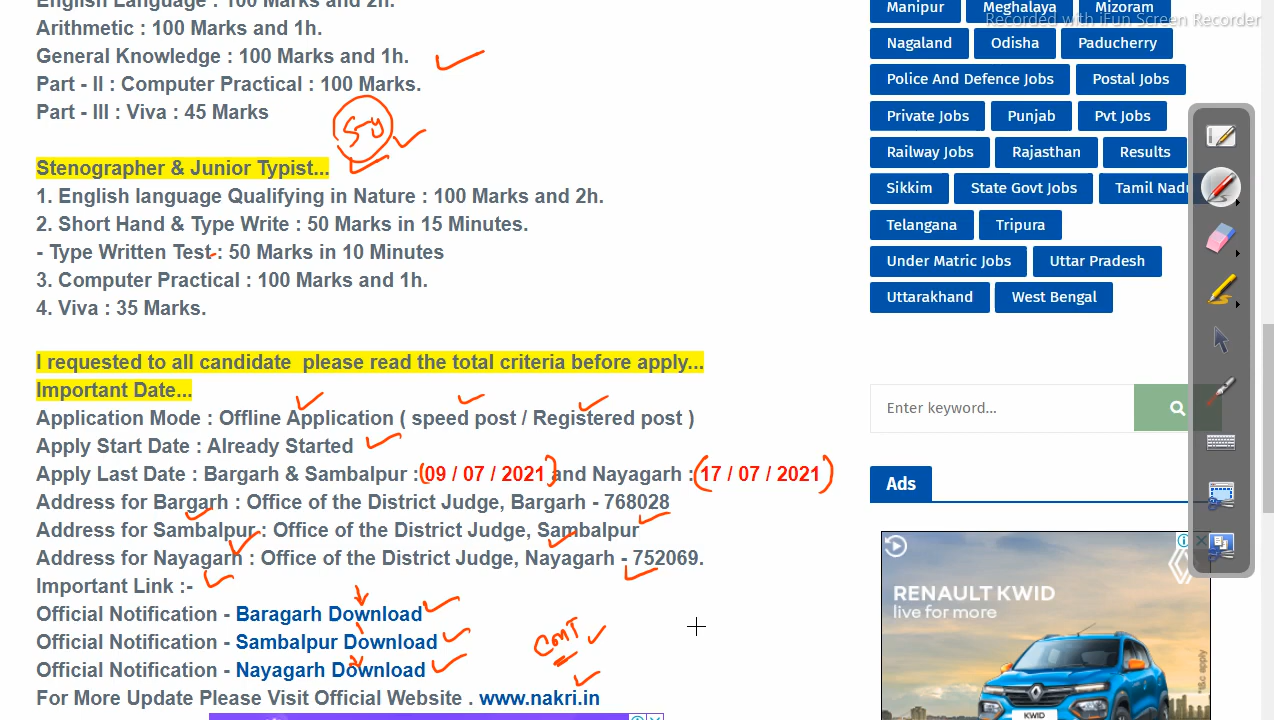 English Language : 100 Marks and 2h.
Arithmetic : 100 Marks and 1h.
General Knowledge : 100 Marks and 1h.
Part - II : Computer Practical : 100 Marks.
Part - III : Viva : 45 Marks
Stenographer & Junior Typist...
1. English language Qualifying in Nature : 100 Marks and 2h.
2. Short Hand & Type Write : 50 Marks in 15 Minutes.
- Type Written Test : 50 Marks in 10 Minutes
3. Computer Practical : 100 Marks and 1h.
4. Viva : 35 Marks.
I requested to all candidate please read the total criteria before apply...
Important Date...
Application Mode : Offline Application ( speed post / Registered post )
Apply Start Date : Already Started
Apply Last Date : Bargarh & Sambalpur : 09 / 07 / 2021 and Nayagarh : 17 / 07 / 2021
Address for Bargarh : Office of the District Judge, Bargarh - 768028
Address for Sambalpur : Office of the District Judge, Sambalpur
Address for Nayagarh : Office of the District Judge, Nayagarh - 752069.
Important Link :-
Official Notification - Baragarh Download
Official Notification - Sambalpur Download
Official Notification - Nayagarh Download
For More Update Please Visit Official Website . www.nakri.in
Manipur Meghalaya Mizoram
Recorded with iFun Screen Recorder
Nagaland Odisha Paducherry
Police And Defence Jobs Postal Jobs
Private Jobs Punjab Pvt Jobs
Railway Jobs Rajasthan Results
Sikkim State Govt Jobs Tamil Nadu
Telangana Tripura
Under Matric Jobs Uttar Pradesh
Uttarakhand West Bengal
Enter keyword...
Ads
RENAULT KWID
live for more
KWID